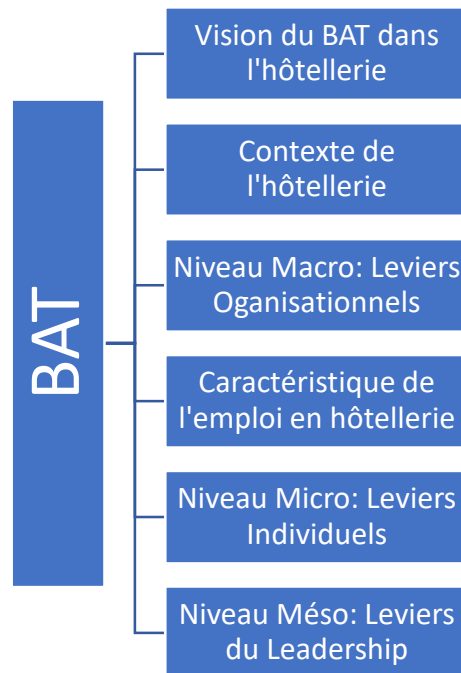 BAT
Vision du BAT dans
l'hôtellerie
Contexte de
l'hôtellerie
Niveau Macro: Leviers
Oganisationnels
Caractéristique de
l'emploi en hôtellerie
Niveau Micro: Leviers
Individuels
Niveau Méso: Leviers
du Leadership